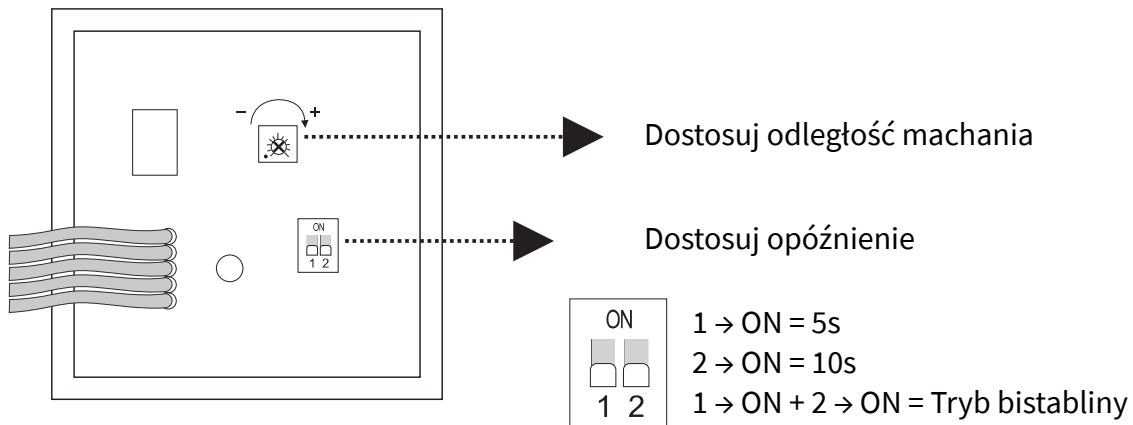 - +
Dostosuj odległość machania
ON
1 2
Dostosuj opóźnienie
ON
1 2
1 → ON = 5s
2 → ON = 10s
1 → ON + 2 → ON = Tryb bistabliny